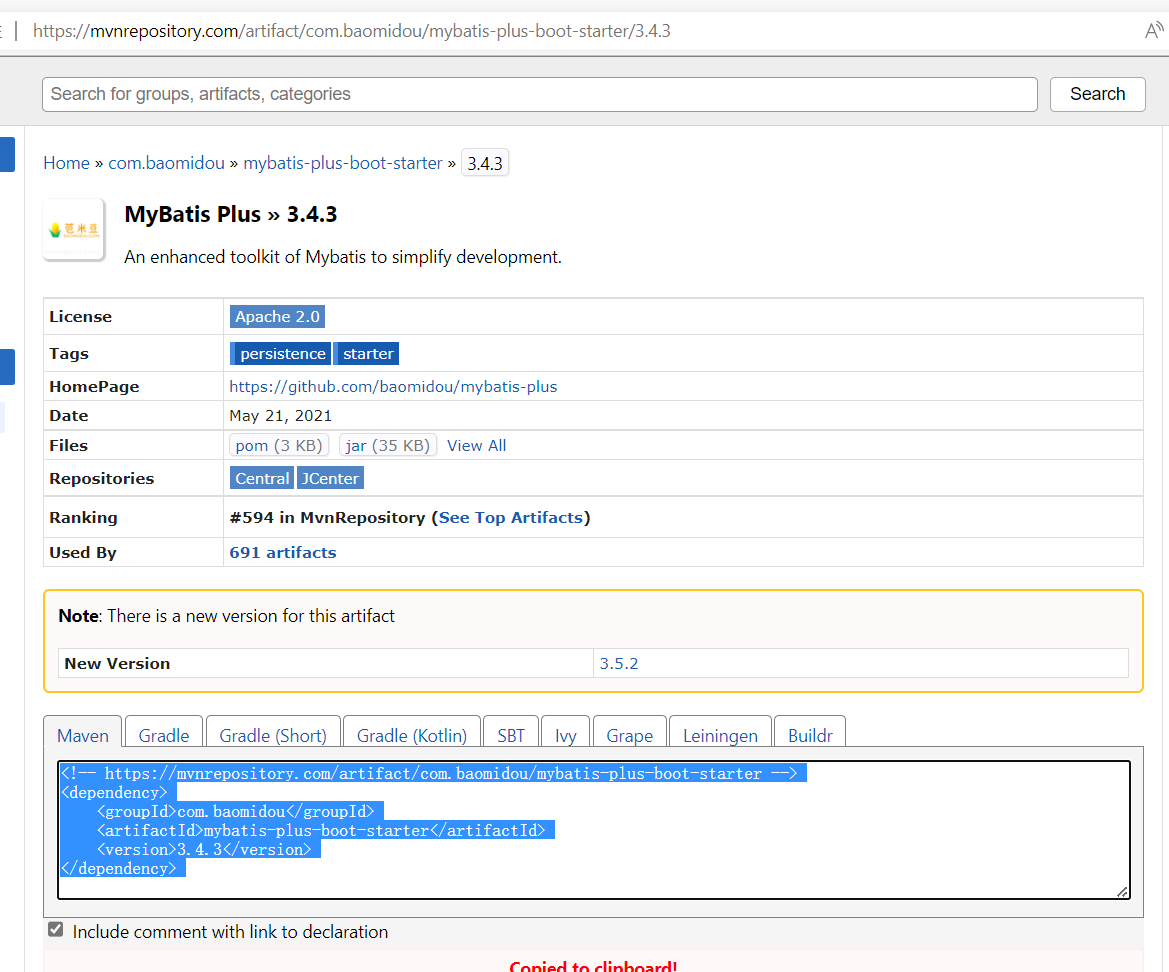 https://mvnrepository.com/artifact/com.baomidou/mybatis-plus-boot-starter/3.4.3
Search for groups, artifacts, categories
Search
Home » com.baomidou » mybatis-plus-boot-starter » 3.4.3
MyBatis Plus » 3.4.3
An enhanced toolkit of Mybatis to simplify development.
License Apache 2.0
Tags persistence starter
HomePage https://github.com/baomidou/mybatis-plus
Date May 21, 2021
Files pom (3 KB) jar (35 KB) View All
Repositories Central JCenter
Ranking #594 in MvnRepository (See Top Artifacts)
Used By 691 artifacts
Note: There is a new version for this artifact
New Version 3.5.2
Maven Gradle Gradle (Short) Gradle (Kotlin) SBT Ivy Grape Leiningen Buildr
<!-- https://mvnrepository.com/artifact/com.baomidou/mybatis-plus-boot-starter -->
<dependency>
    <groupId>com.baomidou</groupId>
    <artifactId>mybatis-plus-boot-starter</artifactId>
    <version>3.4.3</version>
</dependency>
Include comment with link to declaration
Copied to clipboard!